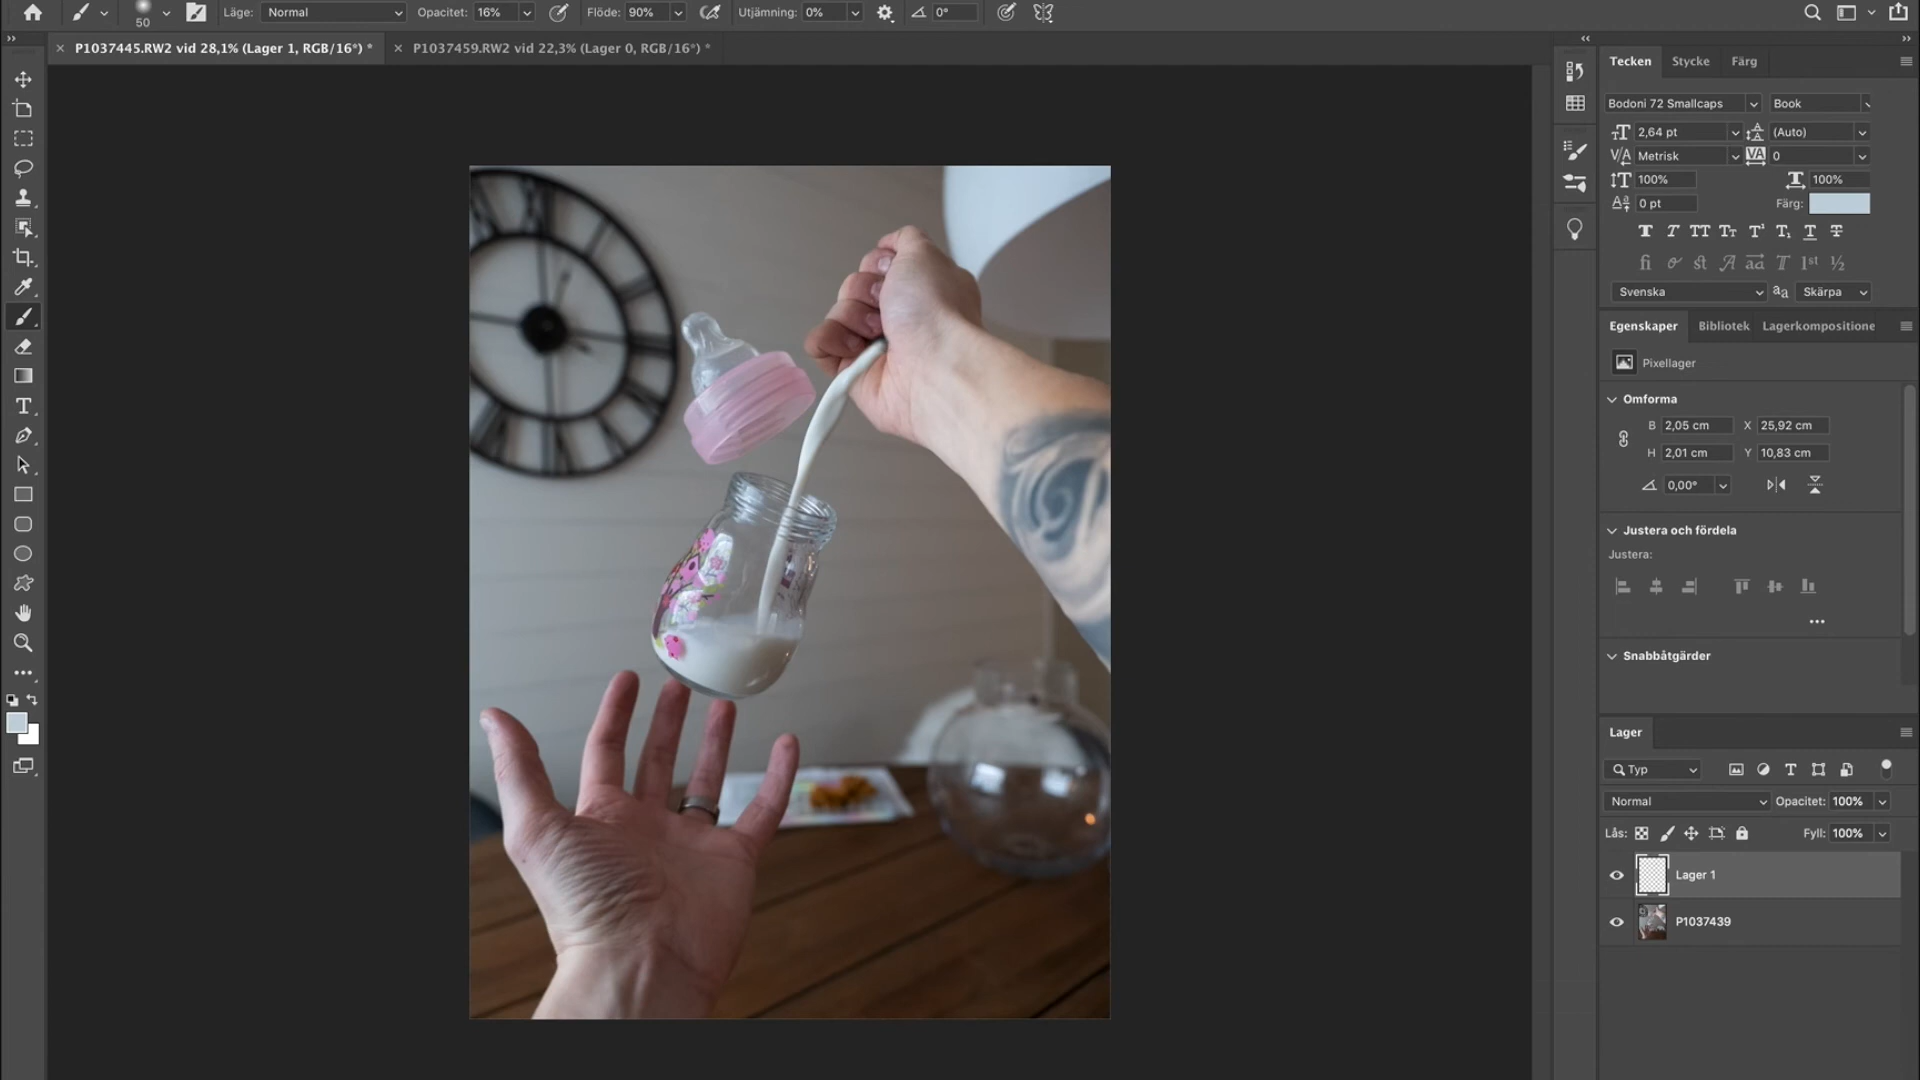 Läge: Normal Opacitet: 16% Flöde: 90% Utjämning: 0% 0°
50
P1037445.RW2 vid 28,1% (Lager 1, RGB/16*) * P1037459.RW2 vid 22,3% (Lager 0, RGB/16*) *
Tecken Stycke Färg
Bodoni 72 Smallcaps Book
2,64 pt (Auto)
Metrisk 0
100% 100%
0 pt Färg:
Svenska Skärpa
Egenskaper Bibliotek Lagerkompositione
Pixellager
Omforma
B 2,05 cm X 25,92 cm
H 2,01 cm Y 10,83 cm
0,00°
Justera och fördela
Justera:
Snabbåtgärder
Lager
Typ
Normal Opacitet: 100%
Lås: Fyll: 100%
Lager 1
P1037439